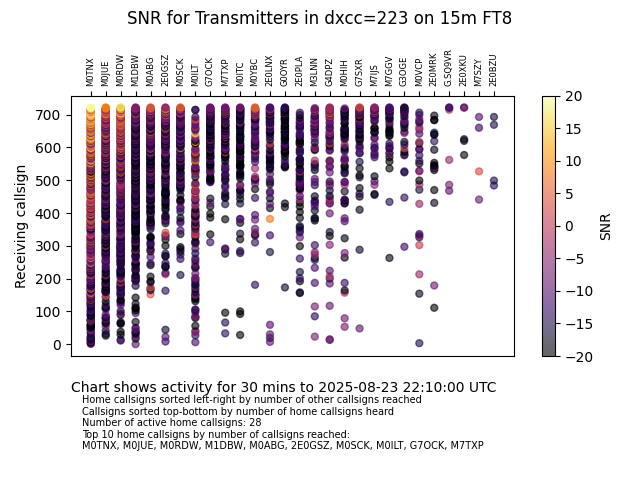 SNR for Transmitters in dxcc=223 on 15m FT8
M0TNX M0JUE M0RDW M1DBW M0ABG 2E0GSZ M0SCK M0ILT G7OCK M7TXP M0ITC M0YBC 2E0LNX G0OYR 2E0PLA M3LNN G4DPZ M0HIH G7SXR M7IJS M7GGV G3OGE M0VCP 2E0MRK G.SQ9VR 2E0XKU M7SZY 2E0BZU
700
600
500
400
300
200
100
0
Receiving callsign
20
15
10
5
0
−5
−10
−15
−20
SNR
Chart shows activity for 30 mins to 2025-08-23 22:10:00 UTC
Home callsigns sorted left-right by number of other callsigns reached
Callsigns sorted top-bottom by number of home callsigns heard
Number of active home callsigns: 28
Top 10 home callsigns by number of callsigns reached:
M0TNX, M0JUE, M0RDW, M1DBW, M0ABG, 2E0GSZ, M0SCK, M0ILT, G7OCK, M7TXP